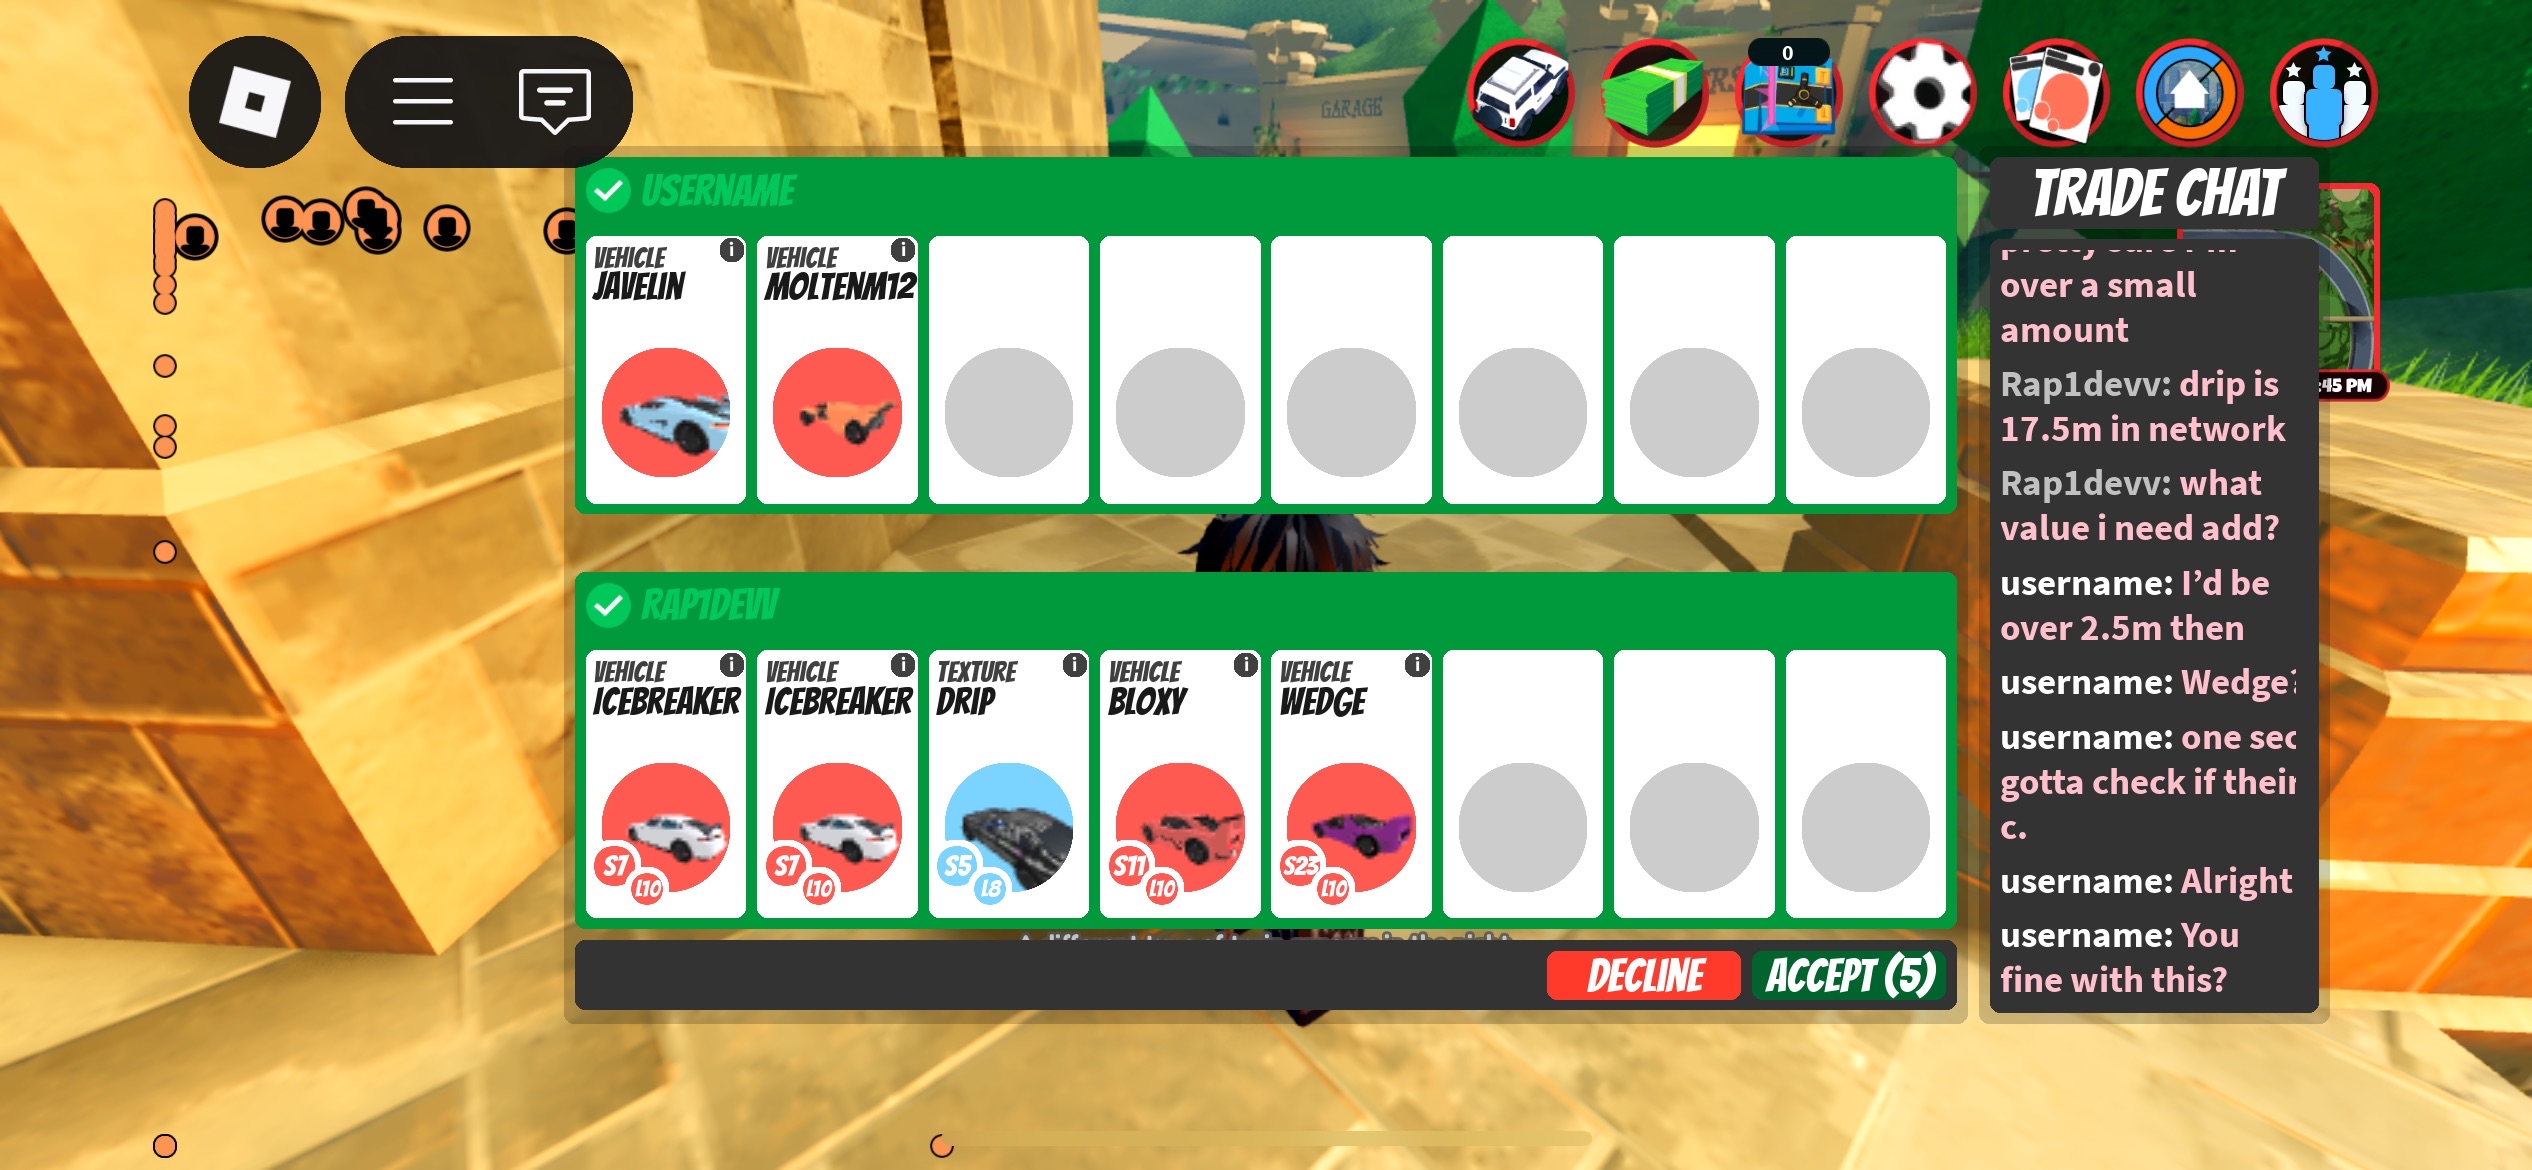 0
GARAGE
USERNAME
VEHICLE
JAVELIN
i
VEHICLE
MOLTENM12
i
RAP1DEVV
VEHICLE
ICEBREAKER
i
S7
L10
VEHICLE
ICEBREAKER
i
S7
L10
TEXTURE
DRIP
i
S5
L8
VEHICLE
BLOXY
i
S11
L10
VEHICLE
WEDGE
i
S23
L10
DECLINE
ACCEPT (5)
TRADE CHAT
over a small
amount
Rap1devv: drip is
17.5m in network
Rap1devv: what
value i need add?
username: I’d be
over 2.5m then
username: Wedge?
username: one sec
gotta check if their
c.
username: Alright
username: You
fine with this?
:45 PM